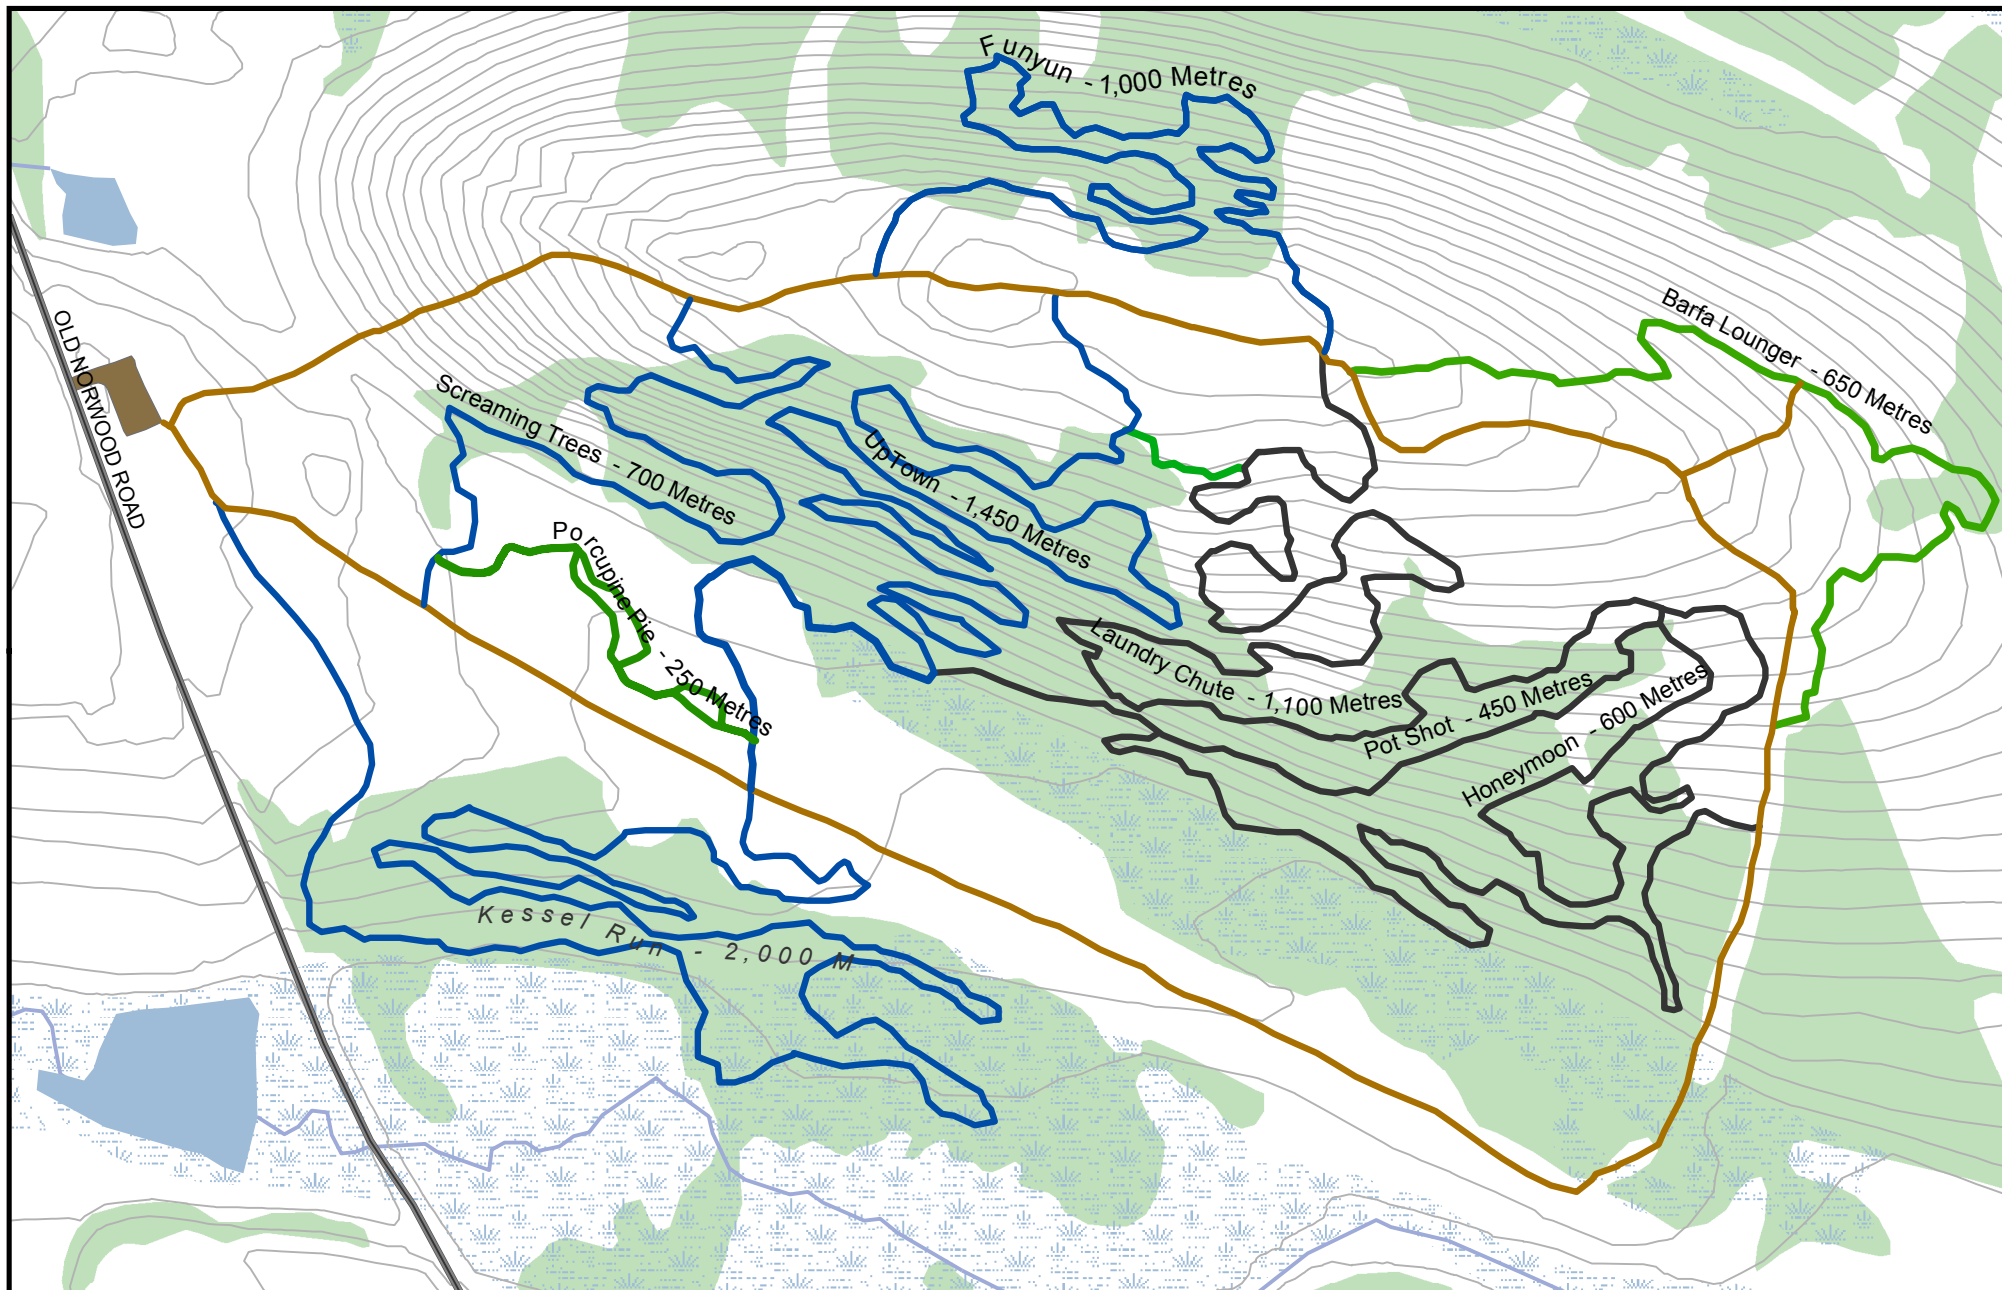 Funyun - 1,000 Metres
Barfa Lounger - 650 Metres
OLD NORWOOD ROAD
Screaming Trees - 700 Metres
UpTown - 1,450 Metres
Porcupine Pie - 250 Metres
Laundry Chute - 1,100 Metres
Pot Shot - 450 Metres
Honeymoon - 600 Metres
Kessel Run - 2,000 M